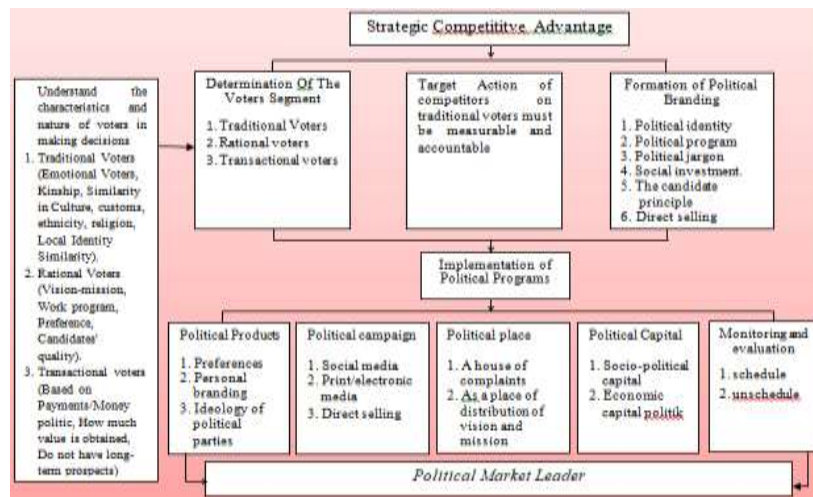 Strategic Competititve Advantage
Understand the
characteristics and
nature of voters in
making decisions
1. Traditional Voters
(Emotional Voters,
Kinship, Similarity
in Culture, customs,
ethnicity, religion,
Local Identity
Similarity).
2. Rational Voters
(Vision-mission,
Work program,
Preference,
Candidates'
quality).
3. Transactional voters
(Based on
Payments/Money
politic, How much
value is obtained,
Do not have long-
term prospects)
Determination Of The
Voters Segment
1. Traditional Voters
2. Rational voters
3. Transactional voters
Target Action of
competitors on
traditional voters must
be measurable and
accountable
Formation of Political
Branding
1. Political identity
2. Political program
3. Political jargon
4. Social investment.
5. The candidate
principle
6. Direct selling
Implementation of
Political Programs
Political Products
1. Preferences
2. Personal
branding
3. Ideology of
political
parties
Political campaign
1. Social media
2. Print/electronic
media
3. Direct selling
Political place
1. A house of
complaints
2. As a place of
distribution of
vision and
mission
Political Capital
1. Socio-political
capital
2. Economic
capital politik
Monitoring and
evaluation
1. schedule
2. unschedule
Political Market Leader